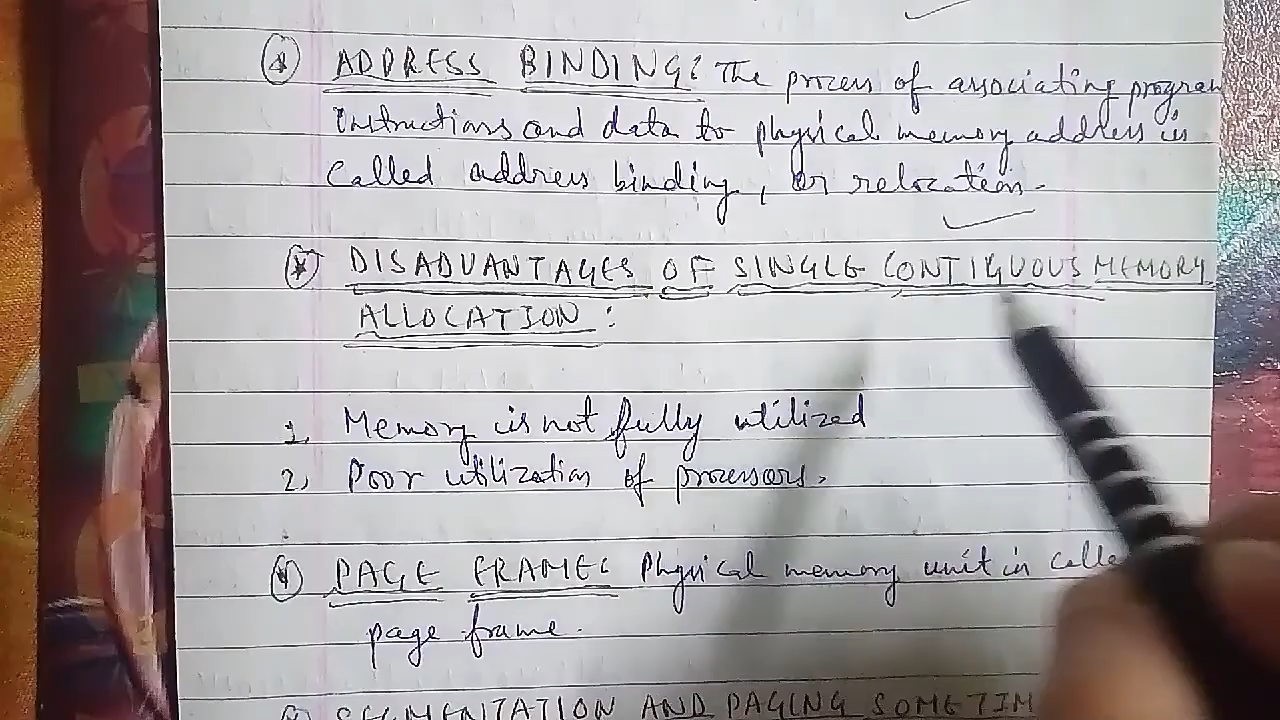 ADDRESS BINDING: The process of associating program
instructions and data to physical memory address is
called address binding, or relocation.
DISADVANTAGES OF SINGLE CONTIGUOUS MEMORY
ALLOCATION:
1, Memory is not fully utilized
2, Poor utilization of processors.
PAGE FRAME: Physical memory unit is calle
page frame.
SEGMENTATION AND PAGING SOMETIM